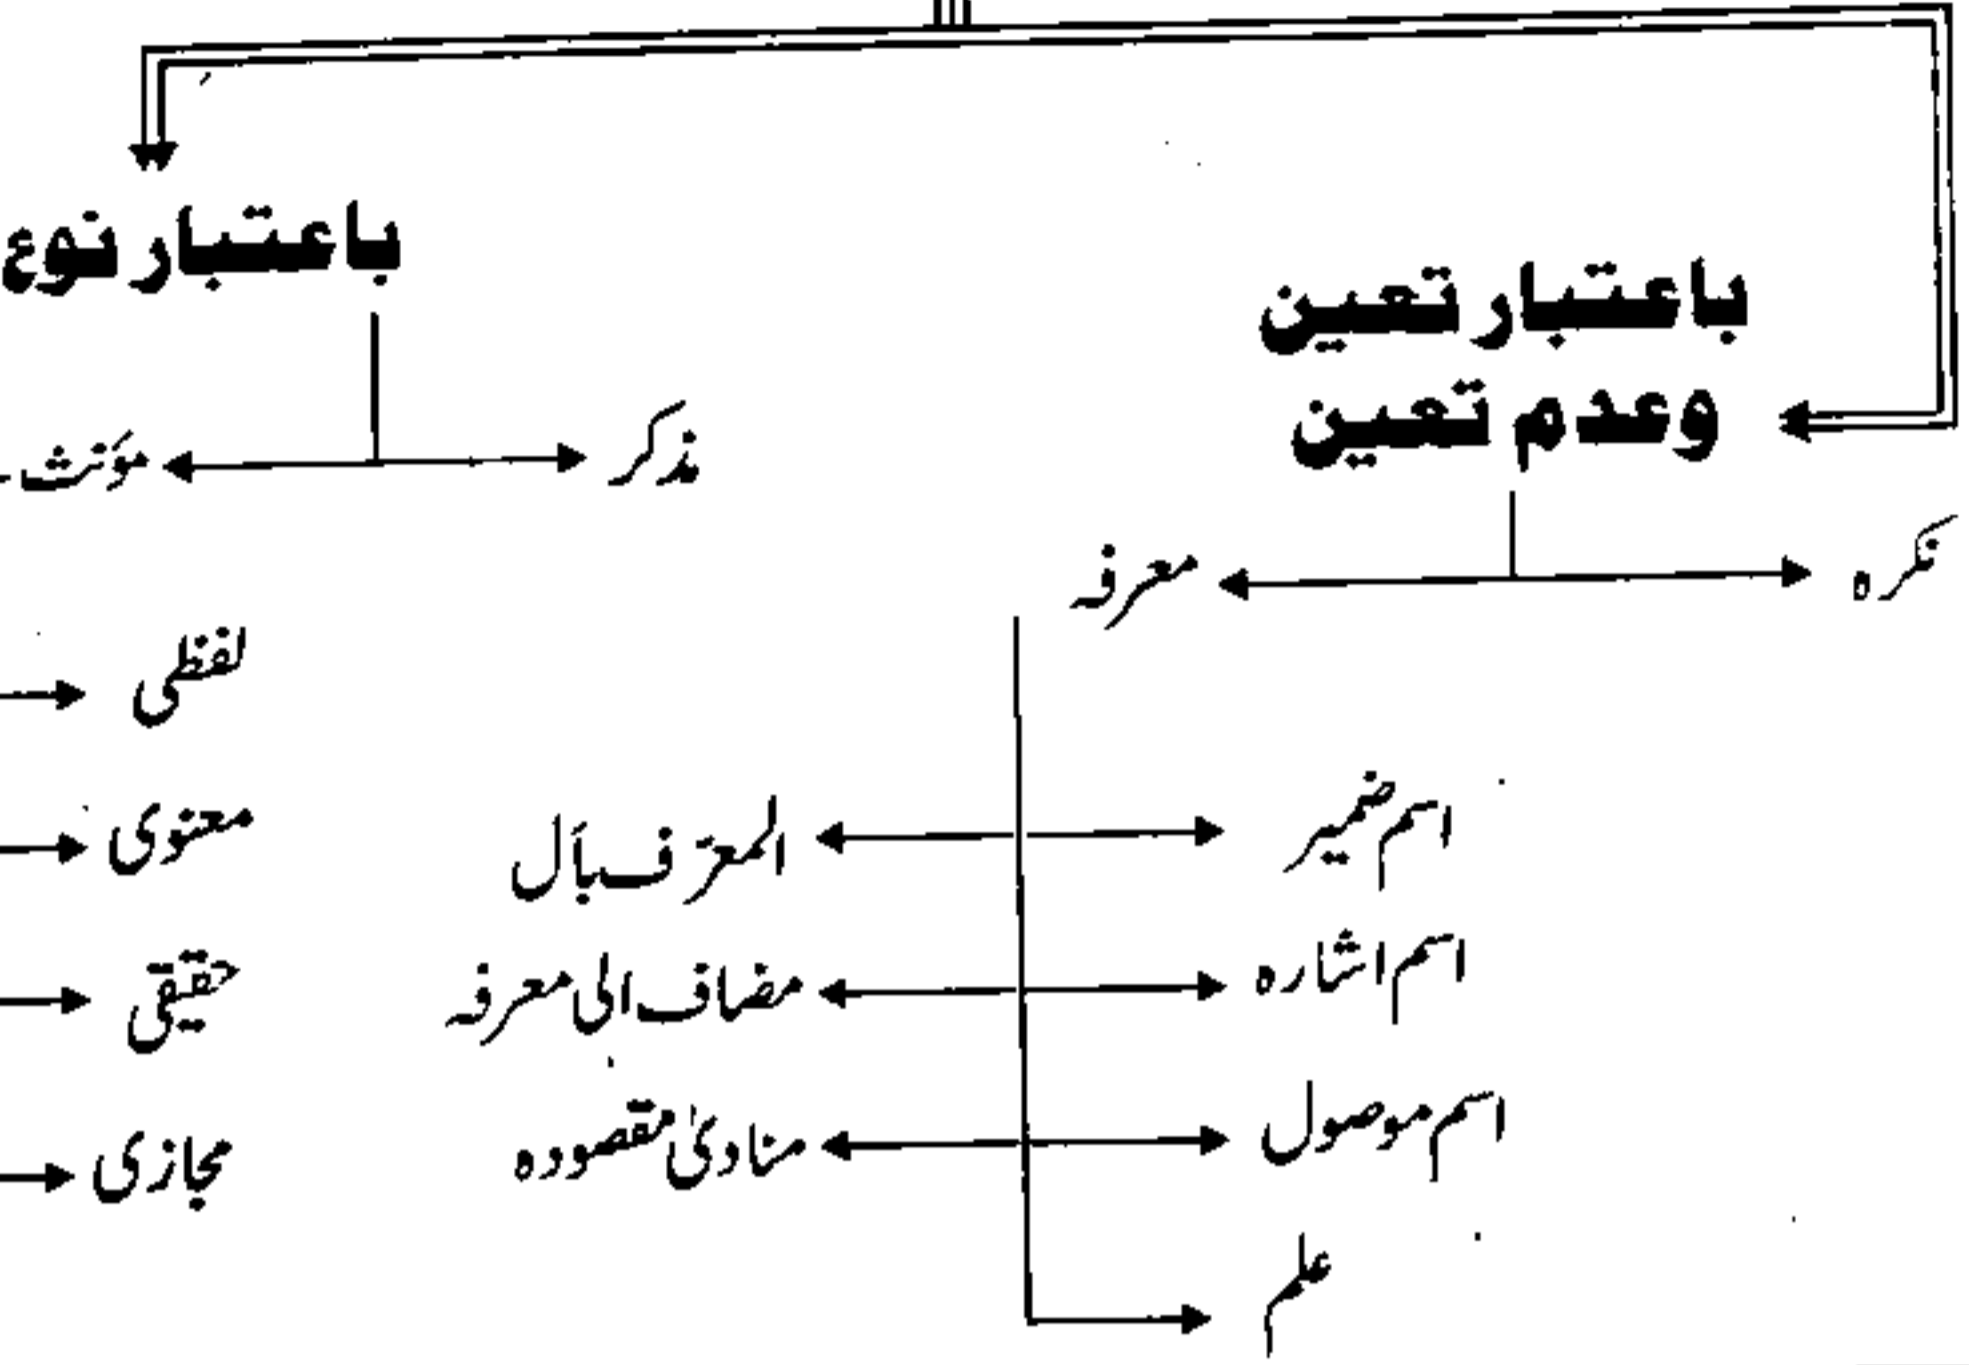 باعتبار تعین
وعدم تعین
نکرہ
معرفہ
اسم ضمیر
المعرّف بأل
اسم اشارہ
مضاف الی معرفہ
اسم موصول
منادیٰ مقصودہ
علم
باعتبار نوع
مذکر
مؤنث
لفظی
معنوی
حقیقی
مجازی